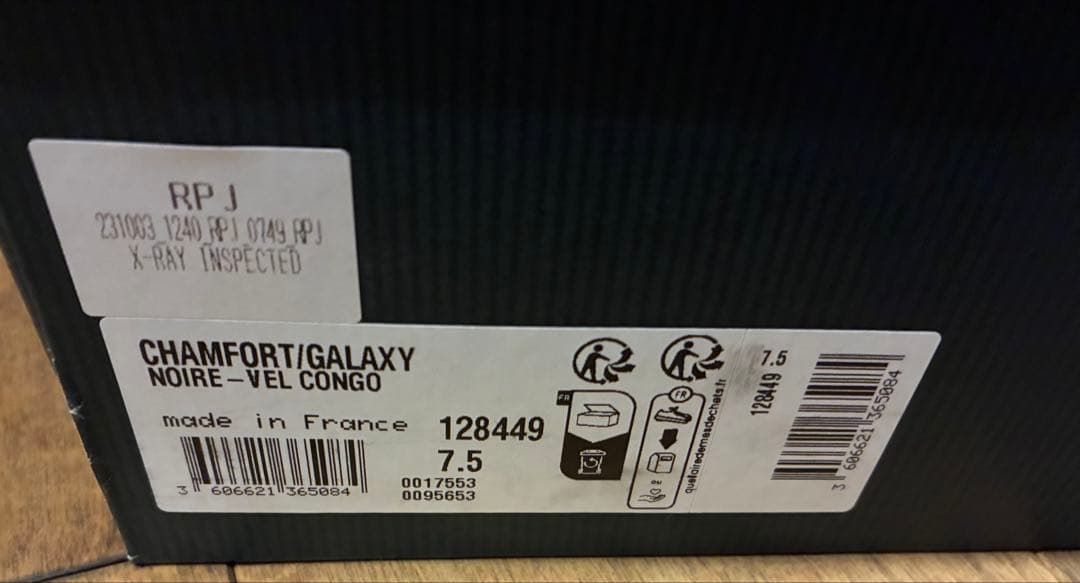 RPJ
231003 1240 RPJ 0749 RPJ
X-RAY INSPECTED
CHAMFORT/GALAXY
NOIRE-VEL CONGO
made in France
128449
7.5
0017553
0095653
3 606621 365084
FR
FR
quefairedemesdechets.fr
7.5
128449
3 606621 365084